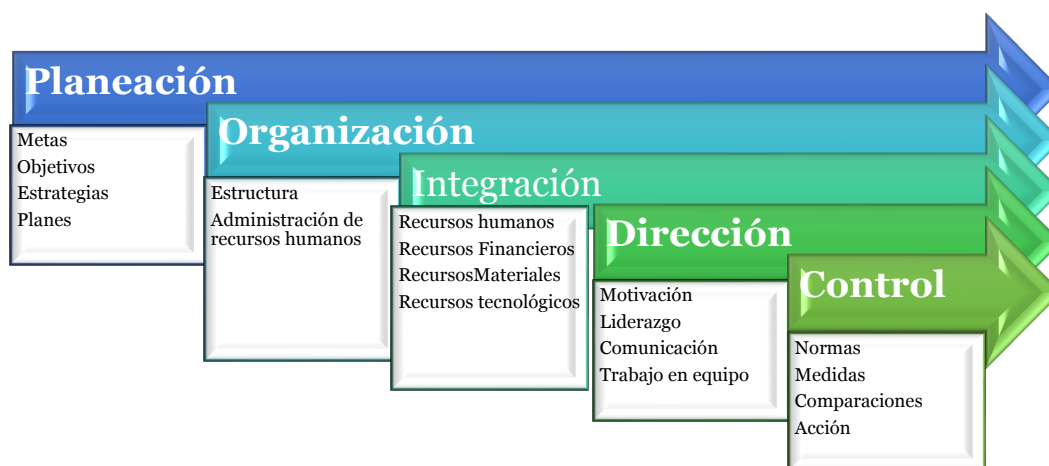 Planeación
Metas
Objetivos
Estrategias
Planes
Organización
Estructura
Administración de
recursos humanos
Integración
Recursos humanos
Recursos Financieros
RecursosMateriales
Recursos tecnológicos
Dirección
Motivación
Liderazgo
Comunicación
Trabajo en equipo
Control
Normas
Medidas
Comparaciones
Acción